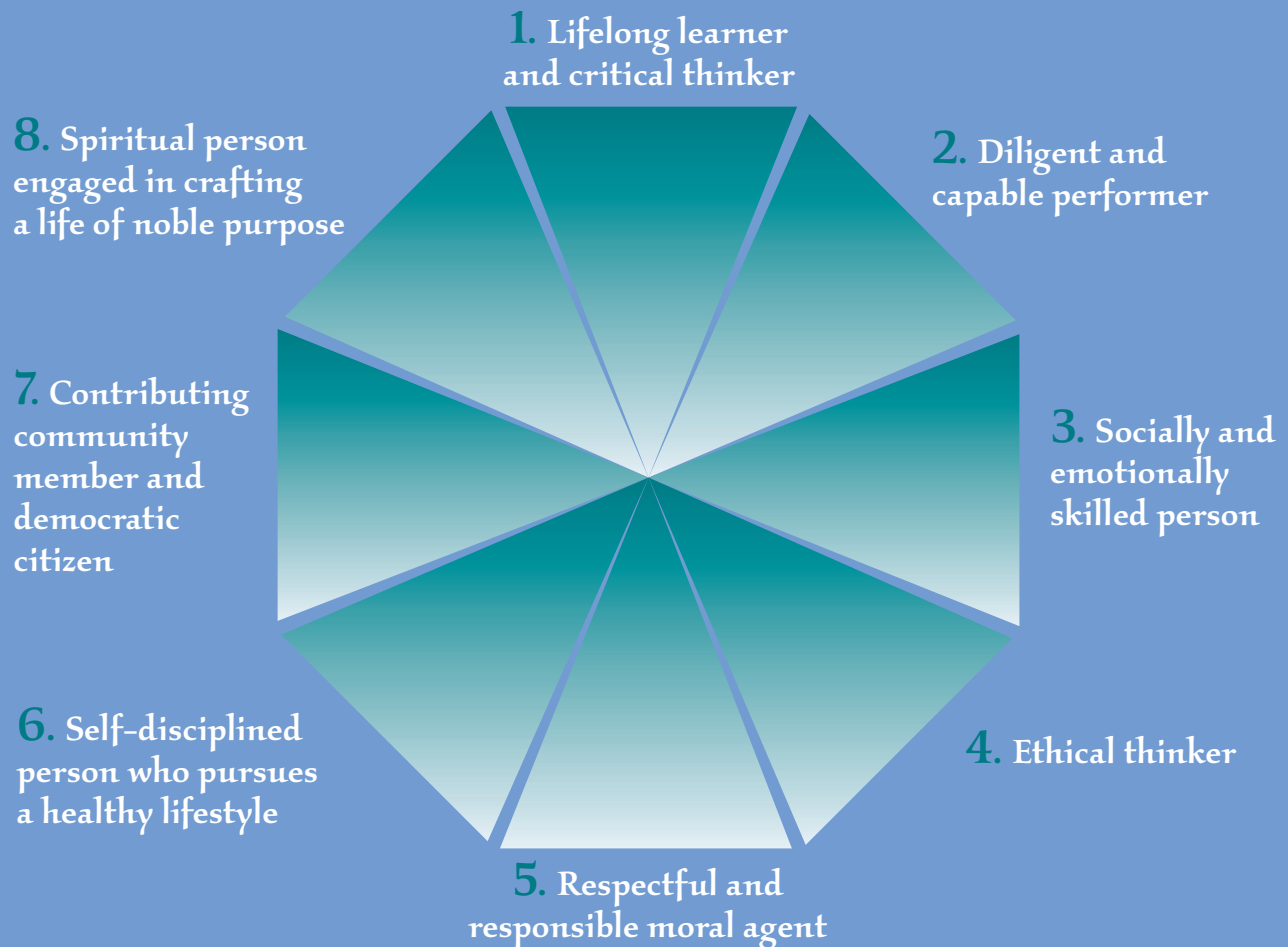 1. Lifelong learner
and critical thinker
2. Diligent and
capable performer
3. Socially and
emotionally
skilled person
4. Ethical thinker
5. Respectful and
responsible moral agent
6. Self-disciplined
person who pursues
a healthy lifestyle
7. Contributing
community
member and
democratic
citizen
8. Spiritual person
engaged in crafting
a life of noble purpose